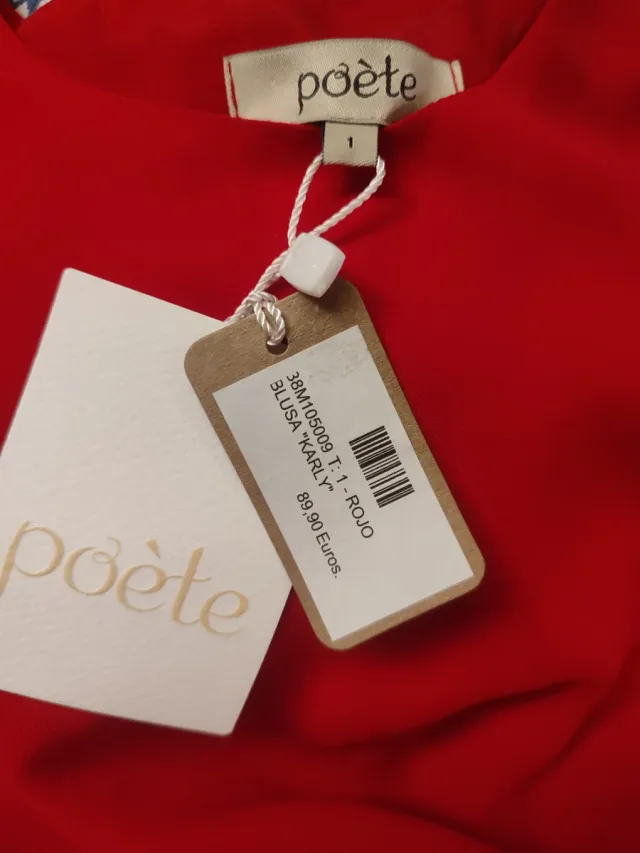 poète
1
38M105009 T: 1 - ROJO
BLUSA "KARLY"
89,90 Euros.
poète